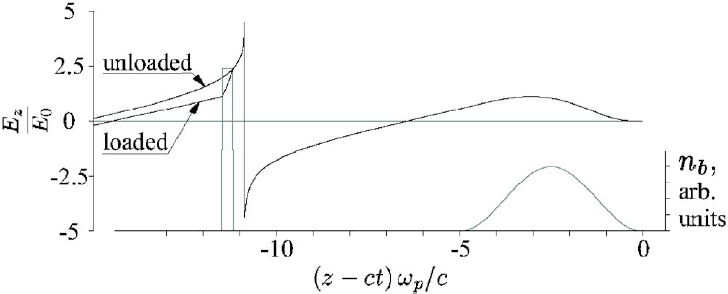 5
unloaded
2.5
E_z/E_0
0
loaded
-2.5
n_b,
arb.
units
-5
-10
-5
0
(z − ct) ω_p/c